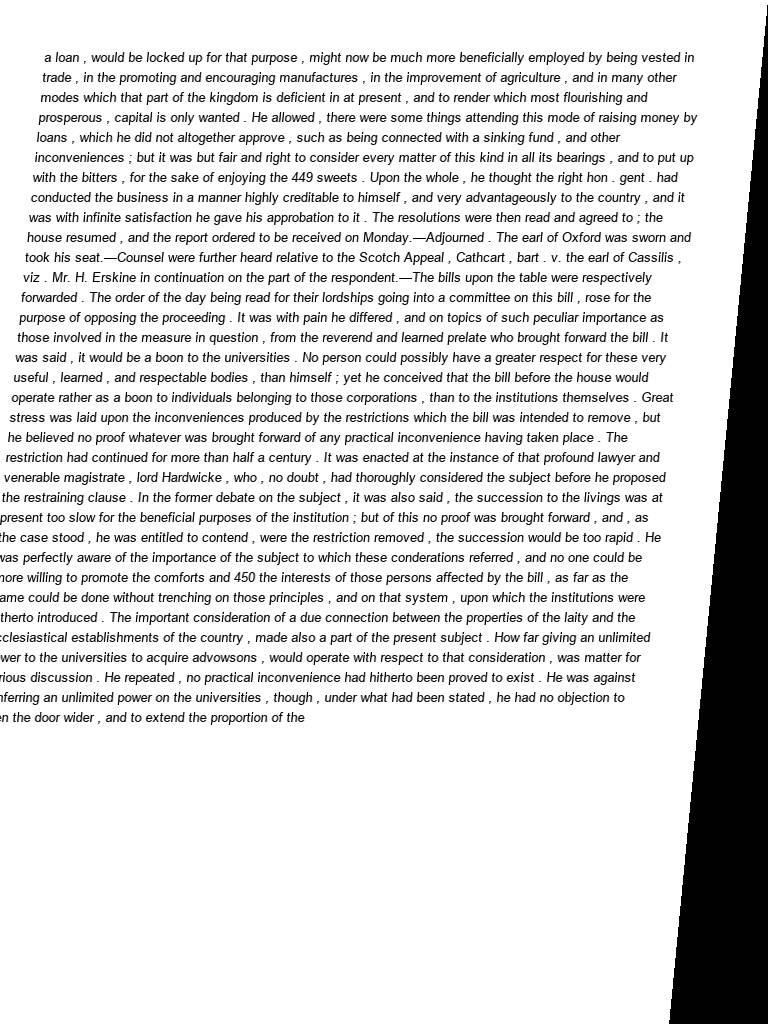 a loan , would be locked up for that purpose , might now be much more beneficially employed by being vested in
trade , in the promoting and encouraging manufactures , in the improvement of agriculture , and in many other
modes which that part of the kingdom is deficient in at present , and to render which most flourishing and
prosperous , capital is only wanted . He allowed , there were some things attending this mode of raising money by
loans , which he did not altogether approve , such as being connected with a sinking fund , and other
inconveniences ; but it was but fair and right to consider every matter of this kind in all its bearings , and to put up
with the bitters , for the sake of enjoying the 449 sweets . Upon the whole , he thought the right hon . gent . had
conducted the business in a manner highly creditable to himself , and very advantageously to the country , and it
was with infinite satisfaction he gave his approbation to it . The resolutions were then read and agreed to ; the
house resumed , and the report ordered to be received on Monday.—Adjourned . The earl of Oxford was sworn and
took his seat.—Counsel were further heard relative to the Scotch Appeal , Cathcart , bart . v. the earl of Cassilis ,
viz . Mr. H. Erskine in continuation on the part of the respondent.—The bills upon the table were respectively
forwarded . The order of the day being read for their lordships going into a committee on this bill , rose for the
purpose of opposing the proceeding . It was with pain he differed , and on topics of such peculiar importance as
those involved in the measure in question , from the reverend and learned prelate who brought forward the bill . It
was said , it would be a boon to the universities . No person could possibly have a greater respect for these very
useful , learned , and respectable bodies , than himself ; yet he conceived that the bill before the house would
operate rather as a boon to individuals belonging to those corporations , than to the institutions themselves . Great
stress was laid upon the inconveniences produced by the restrictions which the bill was intended to remove , but
he believed no proof whatever was brought forward of any practical inconvenience having taken place . The
restriction had continued for more than half a century . It was enacted at the instance of that profound lawyer and
venerable magistrate , lord Hardwicke , who , no doubt , had thoroughly considered the subject before he proposed
the restraining clause . In the former debate on the subject , it was also said , the succession to the livings was at
present too slow for the beneficial purposes of the institution ; but of this no proof was brought forward , and , as
the case stood , he was entitled to contend , were the restriction removed , the succession would be too rapid . He
was perfectly aware of the importance of the subject to which these conderations referred , and no one could be
more willing to promote the comforts and 450 the interests of those persons affected by the bill , as far as the
ame could be done without trenching on those principles , and on that system , upon which the institutions were
therto introduced . The important consideration of a due connection between the properties of the laity and the
cclesiastical establishments of the country , made also a part of the present subject . How far giving an unlimited
wer to the universities to acquire advowsons , would operate with respect to that consideration , was matter for
rious discussion . He repeated , no practical inconvenience had hitherto been proved to exist . He was against
nferring an unlimited power on the universities , though , under what had been stated , he had no objection to
en the door wider , and to extend the proportion of the